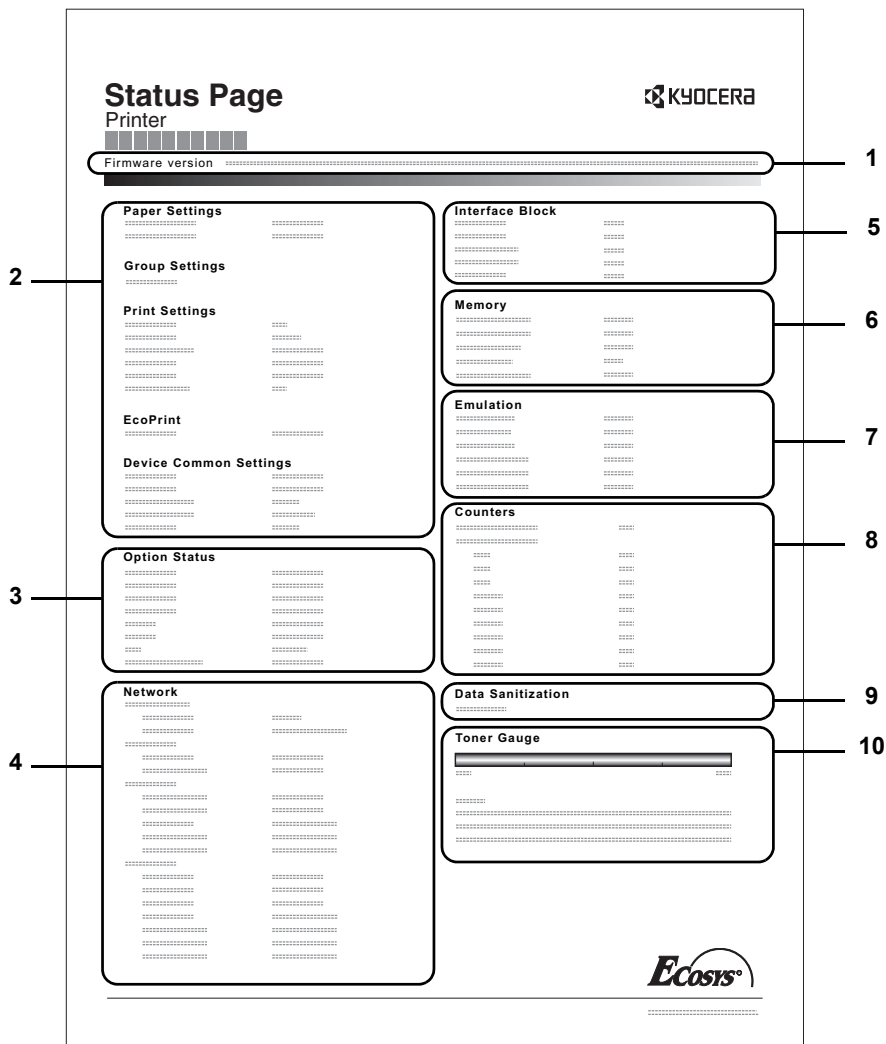 Status Page
KYOCERA
Printer
Firmware version
1
Paper Settings
Group Settings
Print Settings
EcoPrint
Device Common Settings
2
Option Status
3
Network
4
Interface Block
5
Memory
6
Emulation
7
Counters
8
Data Sanitization
9
Toner Gauge
10
ECOSYS